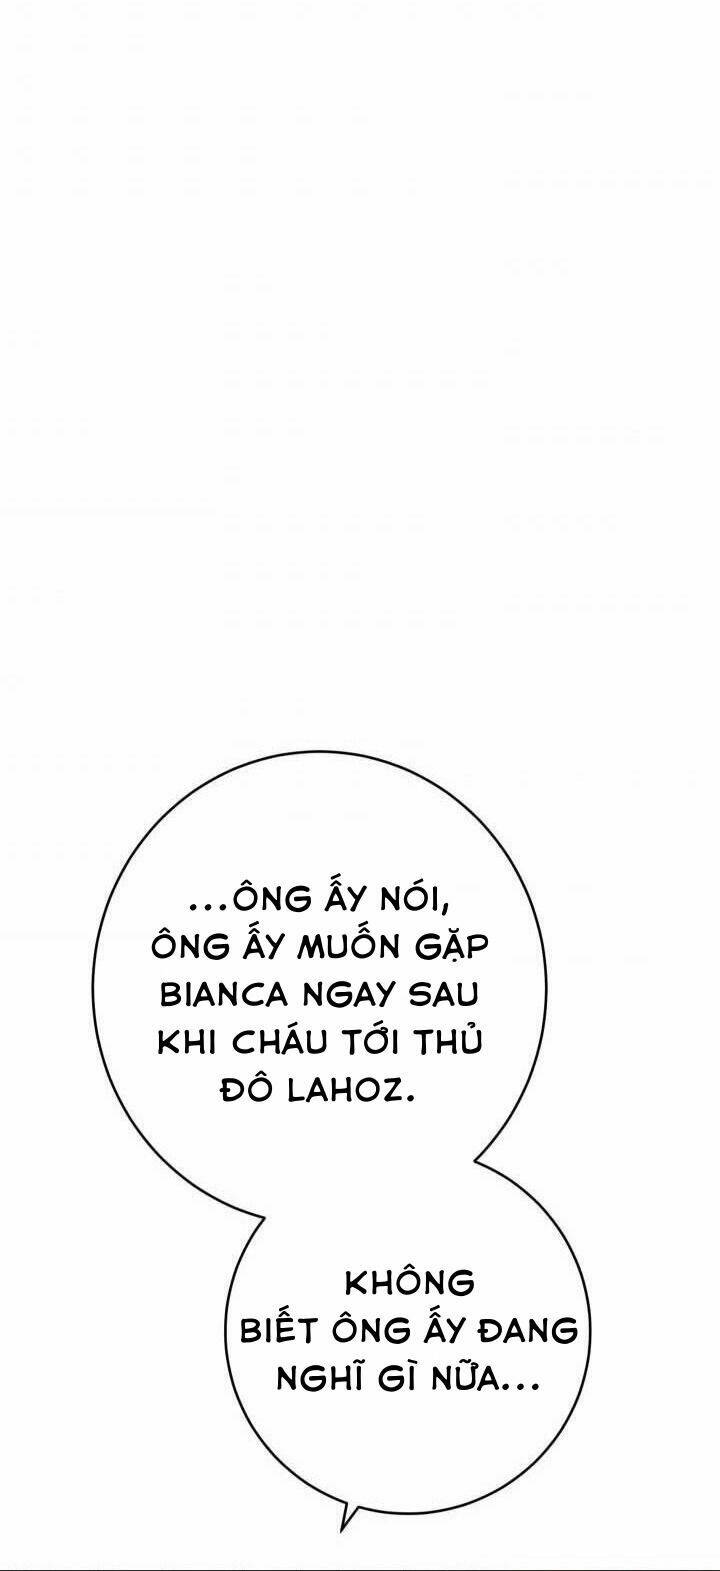 ...ÔNG ẤY NÓI,
ÔNG ẤY MUỐN GẶP
BIANCA NGAY SAU
KHI CHÁU TỚI THỦ
ĐÔ LAHOZ.
KHÔNG
BIẾT ÔNG ẤY ĐANG
NGHĨ GÌ NỮA...